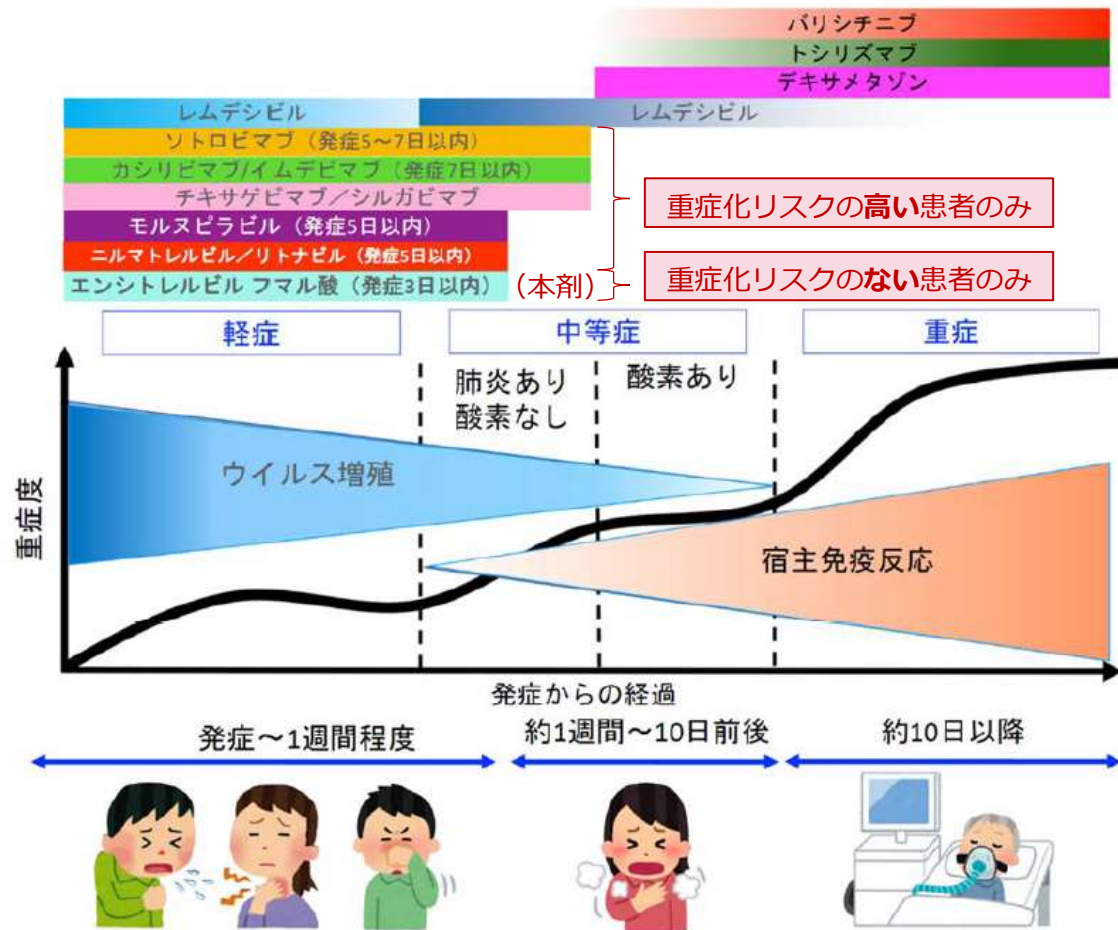 バリシチニブ
トシリズマブ
デキサメタゾン
レムデシビル
レムデシビル
ソトロビマブ（発症5～7日以内）
カシリビマブ/イムデビマブ（発症7日以内）
チキサゲビマブ／シルガビマブ
モルヌピラビル（発症5日以内）
ニルマトレルビル／リトナビル（発症5日以内）
エンシトレルビル フマル酸（発症3日以内）
（本剤）
重症化リスクの高い患者のみ
重症化リスクのない患者のみ
軽症
中等症
重症
肺炎あり
酸素なし
酸素あり
ウイルス増殖
宿主免疫反応
重症度
発症からの経過
発症～1週間程度
約1週間～10日前後
約10日以降